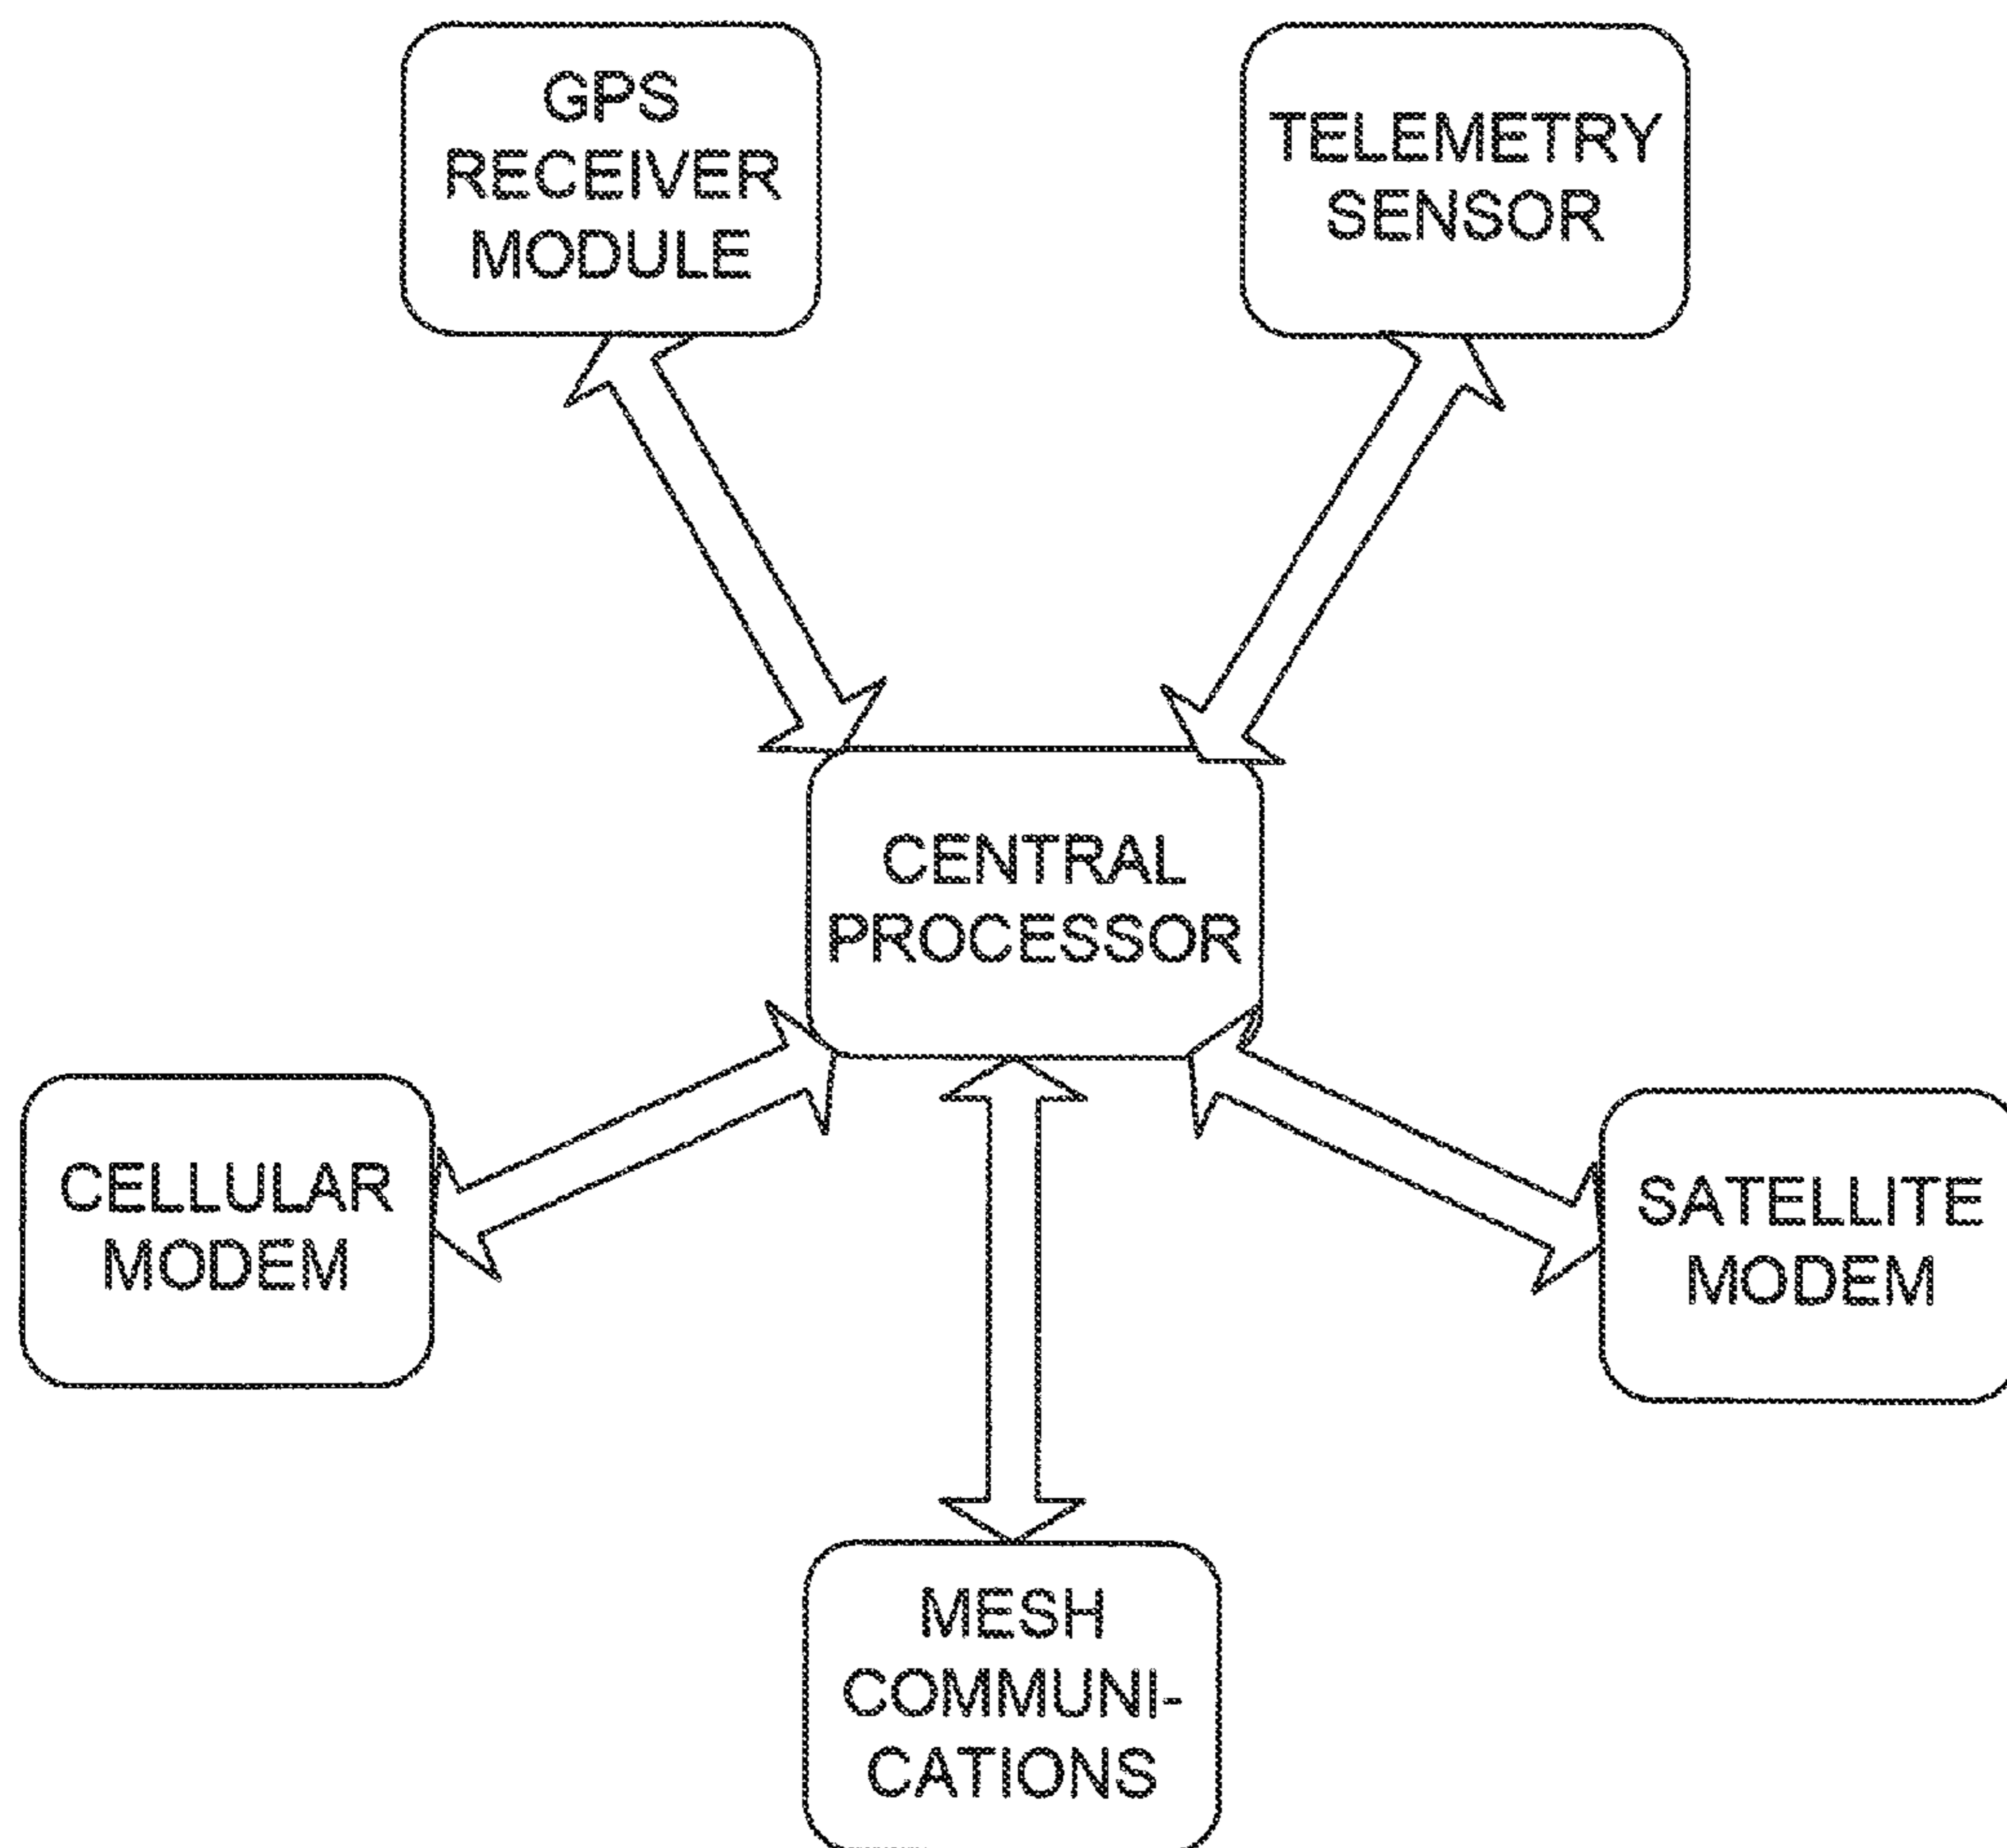 GPS
RECEIVER
MODULE
TELEMETRY
SENSOR
CENTRAL
PROCESSOR
CELLULAR
MODEM
SATELLITE
MODEM
MESH
COMMUNI-
CATIONS